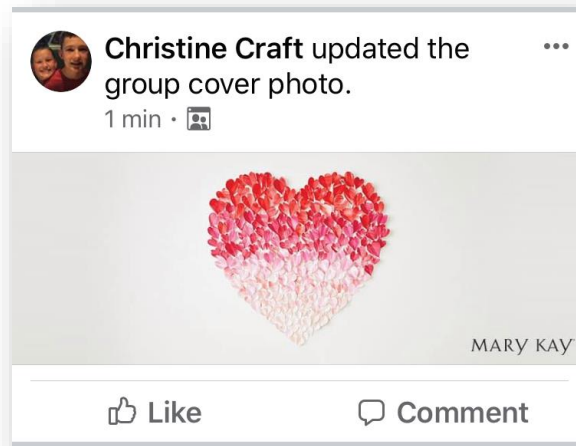 Christine Craft updated the
group cover photo.
1 min ·
MARY KAY
Like
Comment